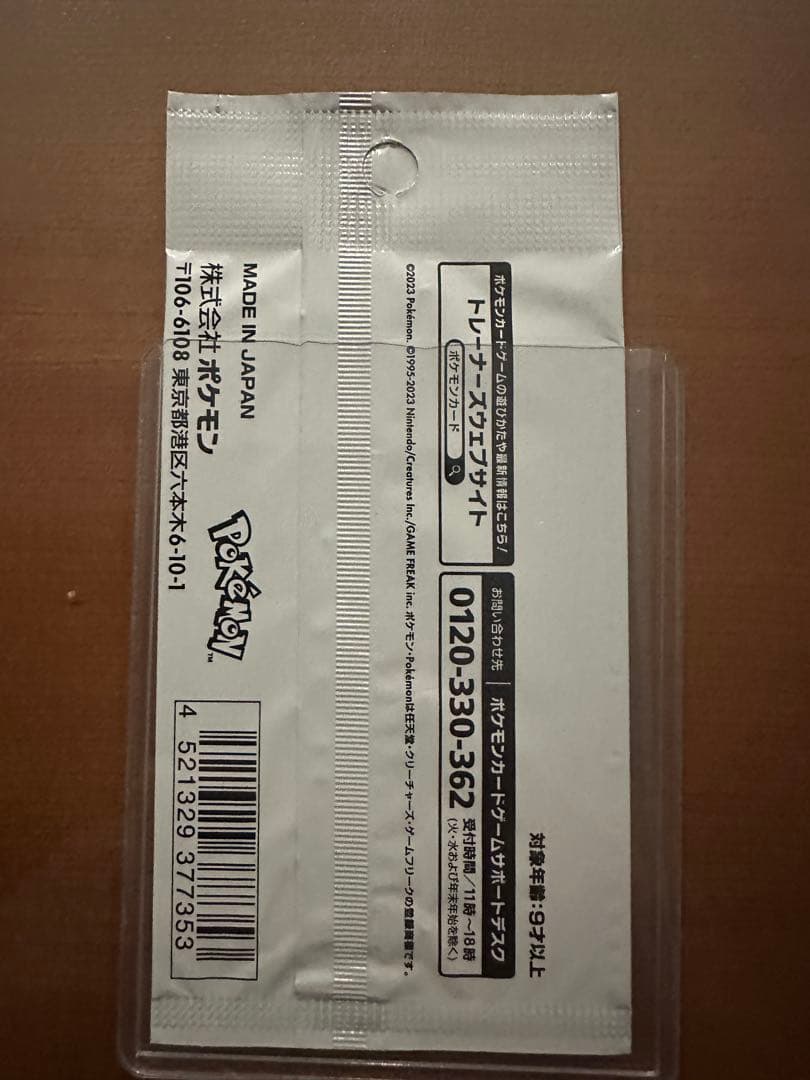 対象年齢:9才以上
ポケモンカードゲームの遊びかたや最新情報はこちら!
トレーナーズウェブサイト
ポケモンカード
お問い合わせ先 ポケモンカードゲームサポートデスク
0120-330-362
受付時間/11時〜18時
(火・水および年末年始を除く)
©2023 Pokémon. ©1995-2023 Nintendo/Creatures Inc./GAME FREAK inc. ポケモン・Pokémonは任天堂・クリーチャーズ・ゲームフリークの登録商標です。
MADE IN JAPAN
株式会社 ポケモン
〒106-6108 東京都港区六本木6-10-1
POKéMON™
4 521329 377353